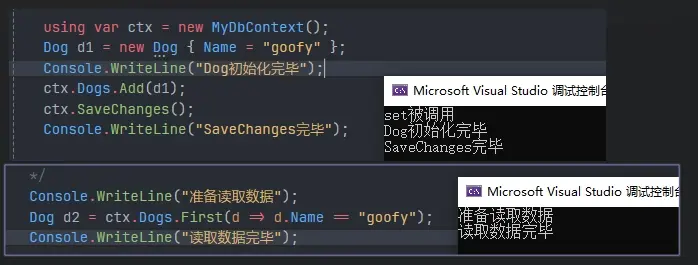 using var ctx = new MyDbContext();
Dog d1 = new Dog { Name = "goofy" };
Console.WriteLine("Dog初始化完毕");
ctx.Dogs.Add(d1);
ctx.SaveChanges();
Console.WriteLine("SaveChanges完毕");
Microsoft Visual Studio 调试控制台
set被调用
Dog初始化完毕
SaveChanges完毕
*/
Console.WriteLine("准备读取数据");
Dog d2 = ctx.Dogs.First(d => d.Name == "goofy");
Console.WriteLine("读取数据完毕");
Microsoft Visual Studio 调试控制台
准备读取数据
读取数据完毕